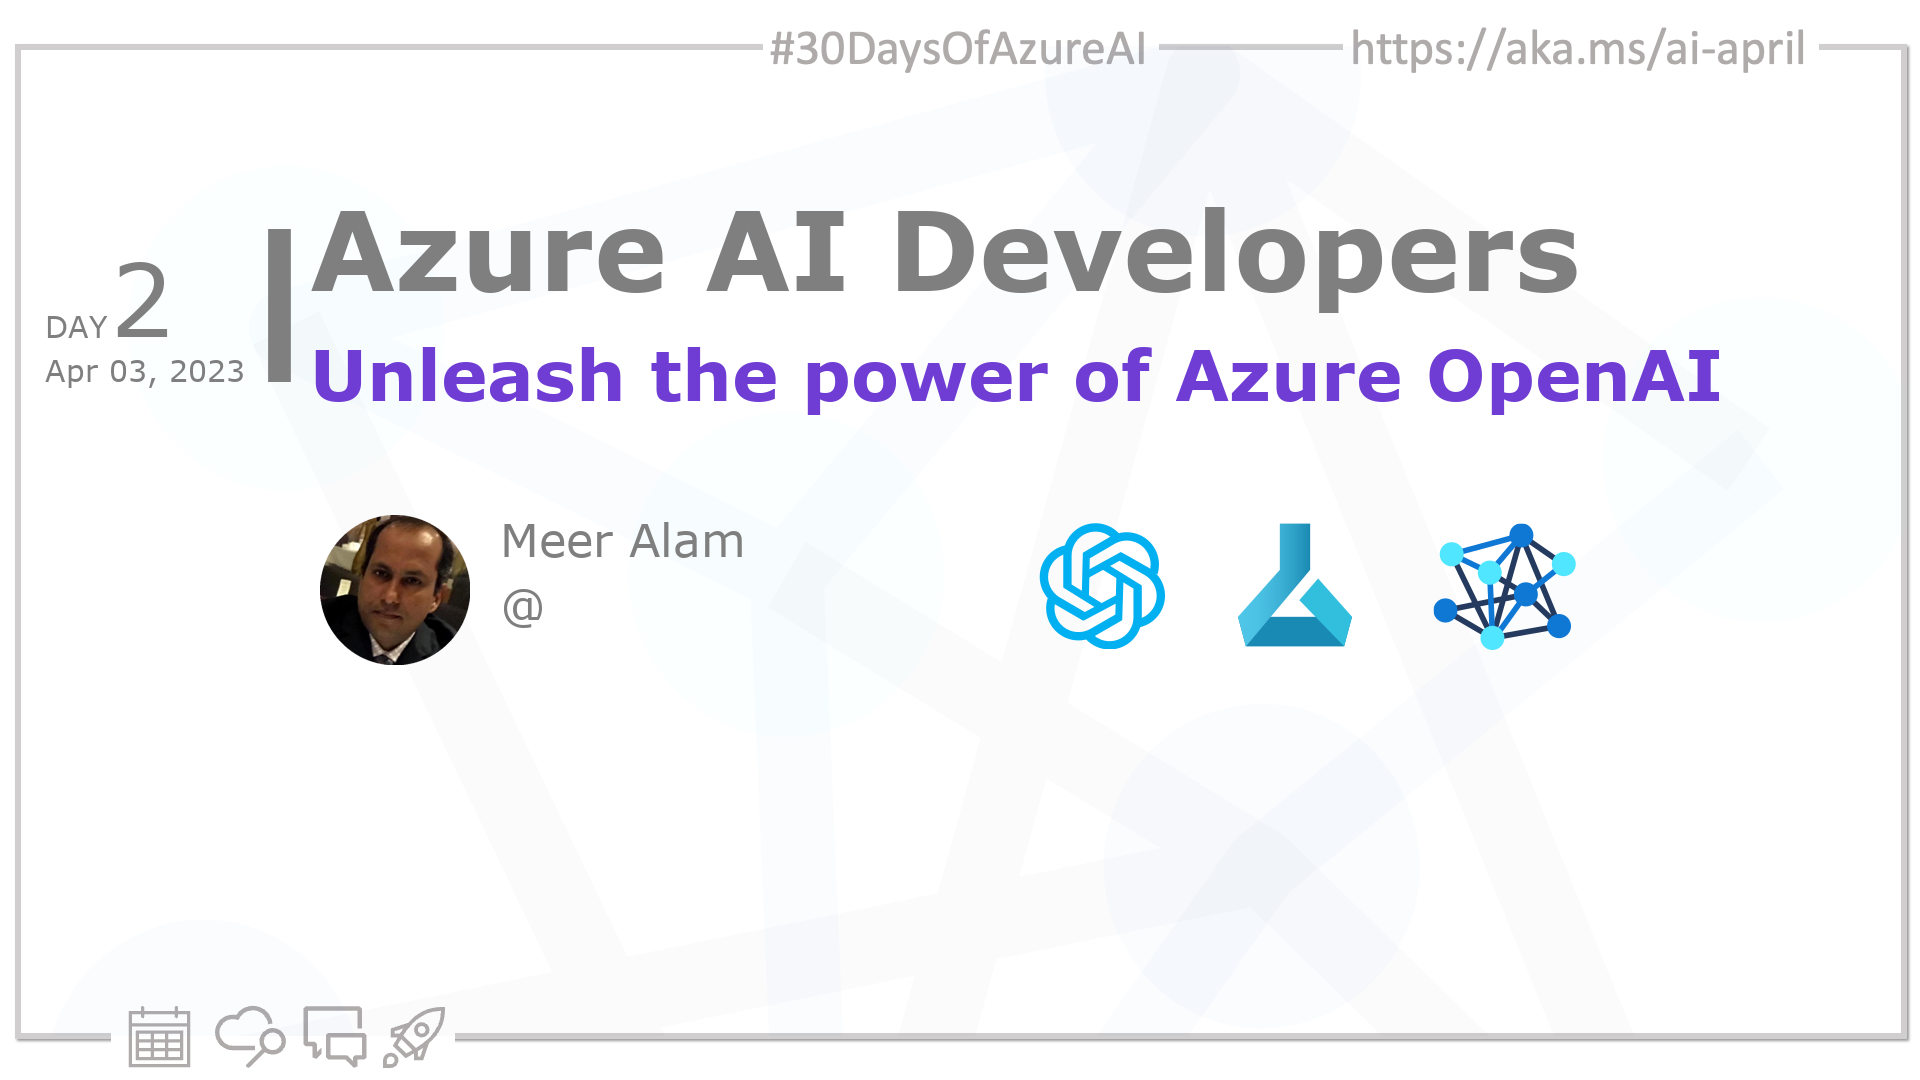 #30DaysOfAzureAI https://aka.ms/ai-april
Azure AI Developers
DAY 2
Apr 03, 2023
Unleash the power of Azure OpenAI
Meer Alam
@